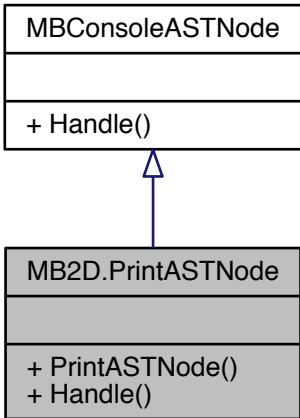 MBConsoleASTNode
+ Handle()
MB2D.PrintASTNode
+ PrintASTNode()
+ Handle()